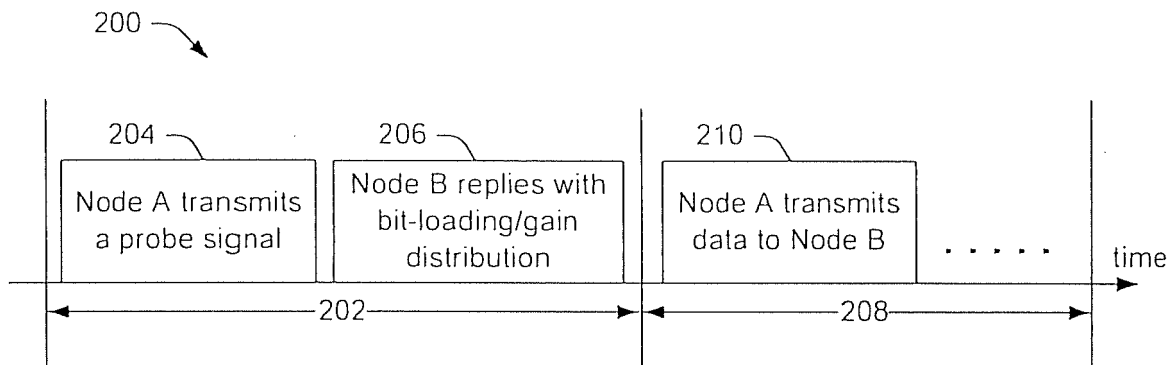 200
204
206
210
Node A transmits
a probe signal
Node B replies with
bit-loading/gain
distribution
Node A transmits
data to Node B
. . . . .
time
202
208